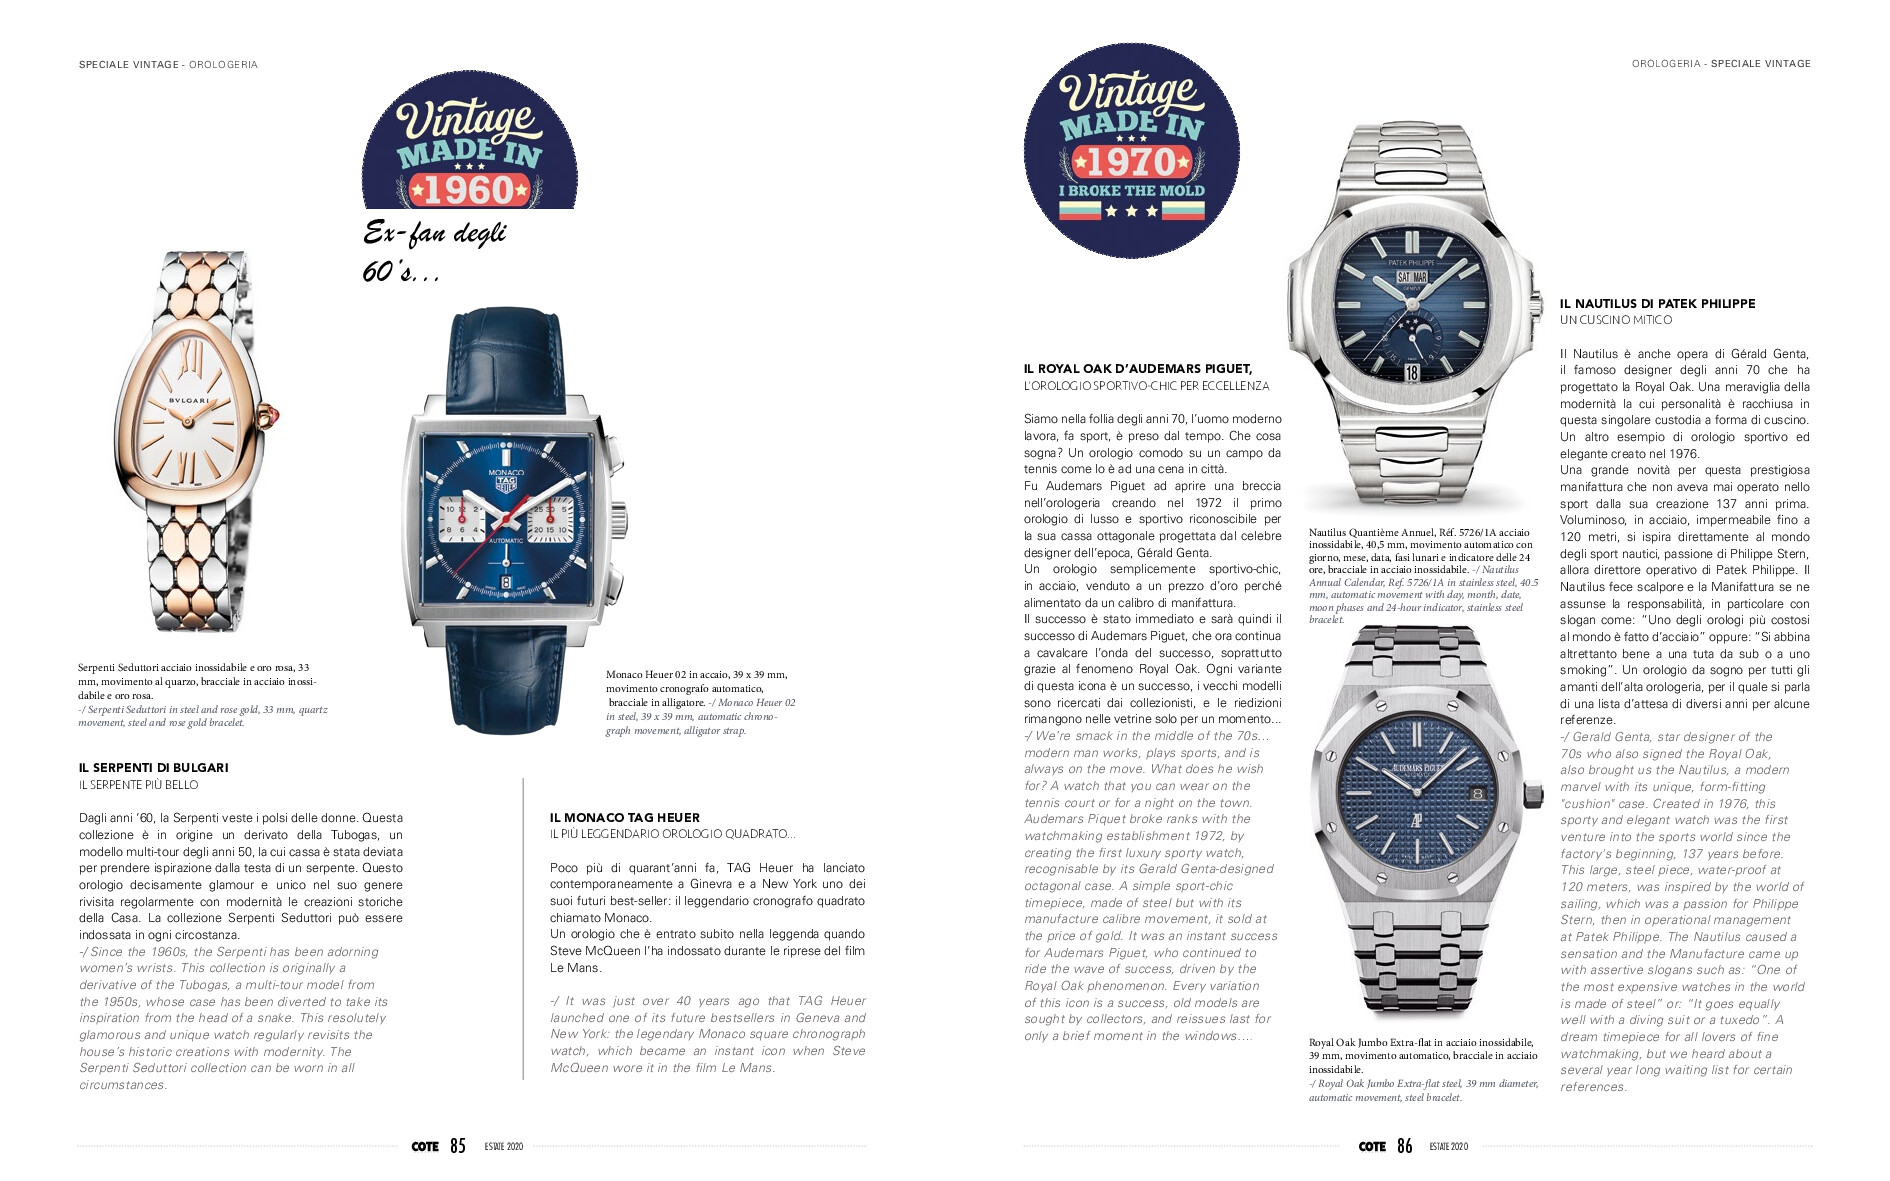 SPECIALE VINTAGE - OROLOGERIA
Vintage
MADE IN
1960
Ex-fan degli
60's...
BVLGARI
MONACO
TAG
HEUER
AUTOMATIC
8
Serpenti Seduttori acciaio inossidabile e oro rosa, 33
mm, movimento al quarzo, bracciale in acciaio inossi-
dabile e oro rosa.
-/ Serpenti Seduttori in steel and rose gold, 33 mm, quartz
movement, steel and rose gold bracelet.
Monaco Heuer 02 in accaio, 39 x 39 mm,
movimento cronografo automatico,
bracciale in alligatore. -/ Monaco Heuer 02
in steel, 39 x 39 mm, automatic chrono-
graph movement, alligator strap.
IL SERPENTI DI BULGARI
IL SERPENTE PIÙ BELLO
Dagli anni '60, la Serpenti veste i polsi delle donne. Questa
collezione è in origine un derivato della Tubogas, un
modello multi-tour degli anni 50, la cui cassa è stata deviata
per prendere ispirazione dalla testa di un serpente. Questo
orologio decisamente glamour e unico nel suo genere
rivisita regolarmente con modernità le creazioni storiche
della Casa. La collezione Serpenti Seduttori può essere
indossata in ogni circostanza.
-/ Since the 1960s, the Serpenti has been adorning
women's wrists. This collection is originally a
derivative of the Tubogas, a multi-tour model from
the 1950s, whose case has been diverted to take its
inspiration from the head of a snake. This resolutely
glamorous and unique watch regularly revisits the
house's historic creations with modernity. The
Serpenti Seduttori collection can be worn in all
circumstances.
IL MONACO TAG HEUER
IL PIÙ LEGGENDARIO OROLOGIO QUADRATO...
Poco più di quarant'anni fa, TAG Heuer ha lanciato
contemporaneamente a Ginevra e a New York uno dei
suoi futuri best-seller: il leggendario cronografo quadrato
chiamato Monaco.
Un orologio che è entrato subito nella leggenda quando
Steve McQueen l'ha indossato durante le riprese del film
Le Mans.
-/ It was just over 40 years ago that TAG Heuer
launched one of its future bestsellers in Geneva and
New York: the legendary Monaco square chronograph
watch, which became an instant icon when Steve
McQueen wore it in the film Le Mans.
COTE 85 ESTATE 2020
OROLOGERIA - SPECIALE VINTAGE
Vintage
MADE IN
1970
I BROKE THE MOLD
IL ROYAL OAK D'AUDEMARS PIGUET,
L'OROLOGIO SPORTIVO-CHIC PER ECCELLENZA
Siamo nella follia degli anni 70, l'uomo moderno
lavora, fa sport, è preso dal tempo. Che cosa
sogna? Un orologio comodo su un campo da
tennis come lo è ad una cena in città.
Fu Audemars Piguet ad aprire una breccia
nell'orologeria creando nel 1972 il primo
orologio di lusso e sportivo riconoscibile per
la sua cassa ottagonale progettata dal celebre
designer dell'epoca, Gérald Genta.
Un orologio semplicemente sportivo-chic,
in acciaio, venduto a un prezzo d'oro perché
alimentato da un calibro di manifattura.
Il successo è stato immediato e sarà quindi il
successo di Audemars Piguet, che ora continua
a cavalcare l'onda del successo, soprattutto
grazie al fenomeno Royal Oak. Ogni variante
di questa icona è un successo, i vecchi modelli
sono ricercati dai collezionisti, e le riedizioni
rimangono nelle vetrine solo per un momento...
-/ We're smack in the middle of the 70s…
modern man works, plays sports, and is
always on the move. What does he wish
for? A watch that you can wear on the
tennis court or for a night on the town.
Audemars Piquet broke ranks with the
watchmaking establishment 1972, by
creating the first luxury sporty watch,
recognisable by its Gerald Genta-designed
octagonal case. A simple sport-chic
timepiece, made of steel but with its
manufacture calibre movement, it sold at
the price of gold. It was an instant success
for Audemars Piguet, who continued to
ride the wave of success, driven by the
Royal Oak phenomenon. Every variation
of this icon is a success, old models are
sought by collectors, and reissues last for
only a brief moment in the windows….
PATEK PHILIPPE
GENEVE
SAT MAR
18
Nautilus Quantième Annuel, Réf. 5726/1A acciaio
inossidabile, 40,5 mm, movimento automatico con
giorno, mese, data, fasi lunari e indicatore delle 24
ore, bracciale in acciaio inossidabile. -/ Nautilus
Annual Calendar, Ref. 5726/1A in stainless steel, 40.5
mm, automatic movement with day, month, date,
moon phases and 24-hour indicator, stainless steel
bracelet.
AUDEMARS PIGUET
AUTOMATIC
8
AP
Royal Oak Jumbo Extra-flat in acciaio inossidabile,
39 mm, movimento automatico, bracciale in acciaio
inossidabile.
-/ Royal Oak Jumbo Extra-flat steel, 39 mm diameter,
automatic movement, steel bracelet.
IL NAUTILUS DI PATEK PHILIPPE
UN CUSCINO MITICO
Il Nautilus è anche opera di Gérald Genta,
il famoso designer degli anni 70 che ha
progettato la Royal Oak. Una meraviglia della
modernità la cui personalità è racchiusa in
questa singolare custodia a forma di cuscino.
Un altro esempio di orologio sportivo ed
elegante creato nel 1976.
Una grande novità per questa prestigiosa
manifattura che non aveva mai operato nello
sport dalla sua creazione 137 anni prima.
Voluminoso, in acciaio, impermeabile fino a
120 metri, si ispira direttamente al mondo
degli sport nautici, passione di Philippe Stern,
allora direttore operativo di Patek Philippe. Il
Nautilus fece scalpore e la Manifattura se ne
assunse la responsabilità, in particolare con
slogan come: "Uno degli orologi più costosi
al mondo è fatto d'acciaio" oppure: "Si abbina
altrettanto bene a una tuta da sub o a uno
smoking". Un orologio da sogno per tutti gli
amanti dell'alta orologeria, per il quale si parla
di una lista d'attesa di diversi anni per alcune
referenze.
-/ Gerald Genta, star designer of the
70s who also signed the Royal Oak,
also brought us the Nautilus, a modern
marvel with its unique, form-fitting
"cushion" case. Created in 1976, this
sporty and elegant watch was the first
venture into the sports world since the
factory's beginning, 137 years before.
This large, steel piece, water-proof at
120 meters, was inspired by the world of
sailing, which was a passion for Philippe
Stern, then in operational management
at Patek Philippe. The Nautilus caused a
sensation and the Manufacture came up
with assertive slogans such as: "One of
the most expensive watches in the world
is made of steel" or: "It goes equally
well with a diving suit or a tuxedo". A
dream timepiece for all lovers of fine
watchmaking, but we heard about a
several year long waiting list for certain
references.
COTE 86 ESTATE 2020